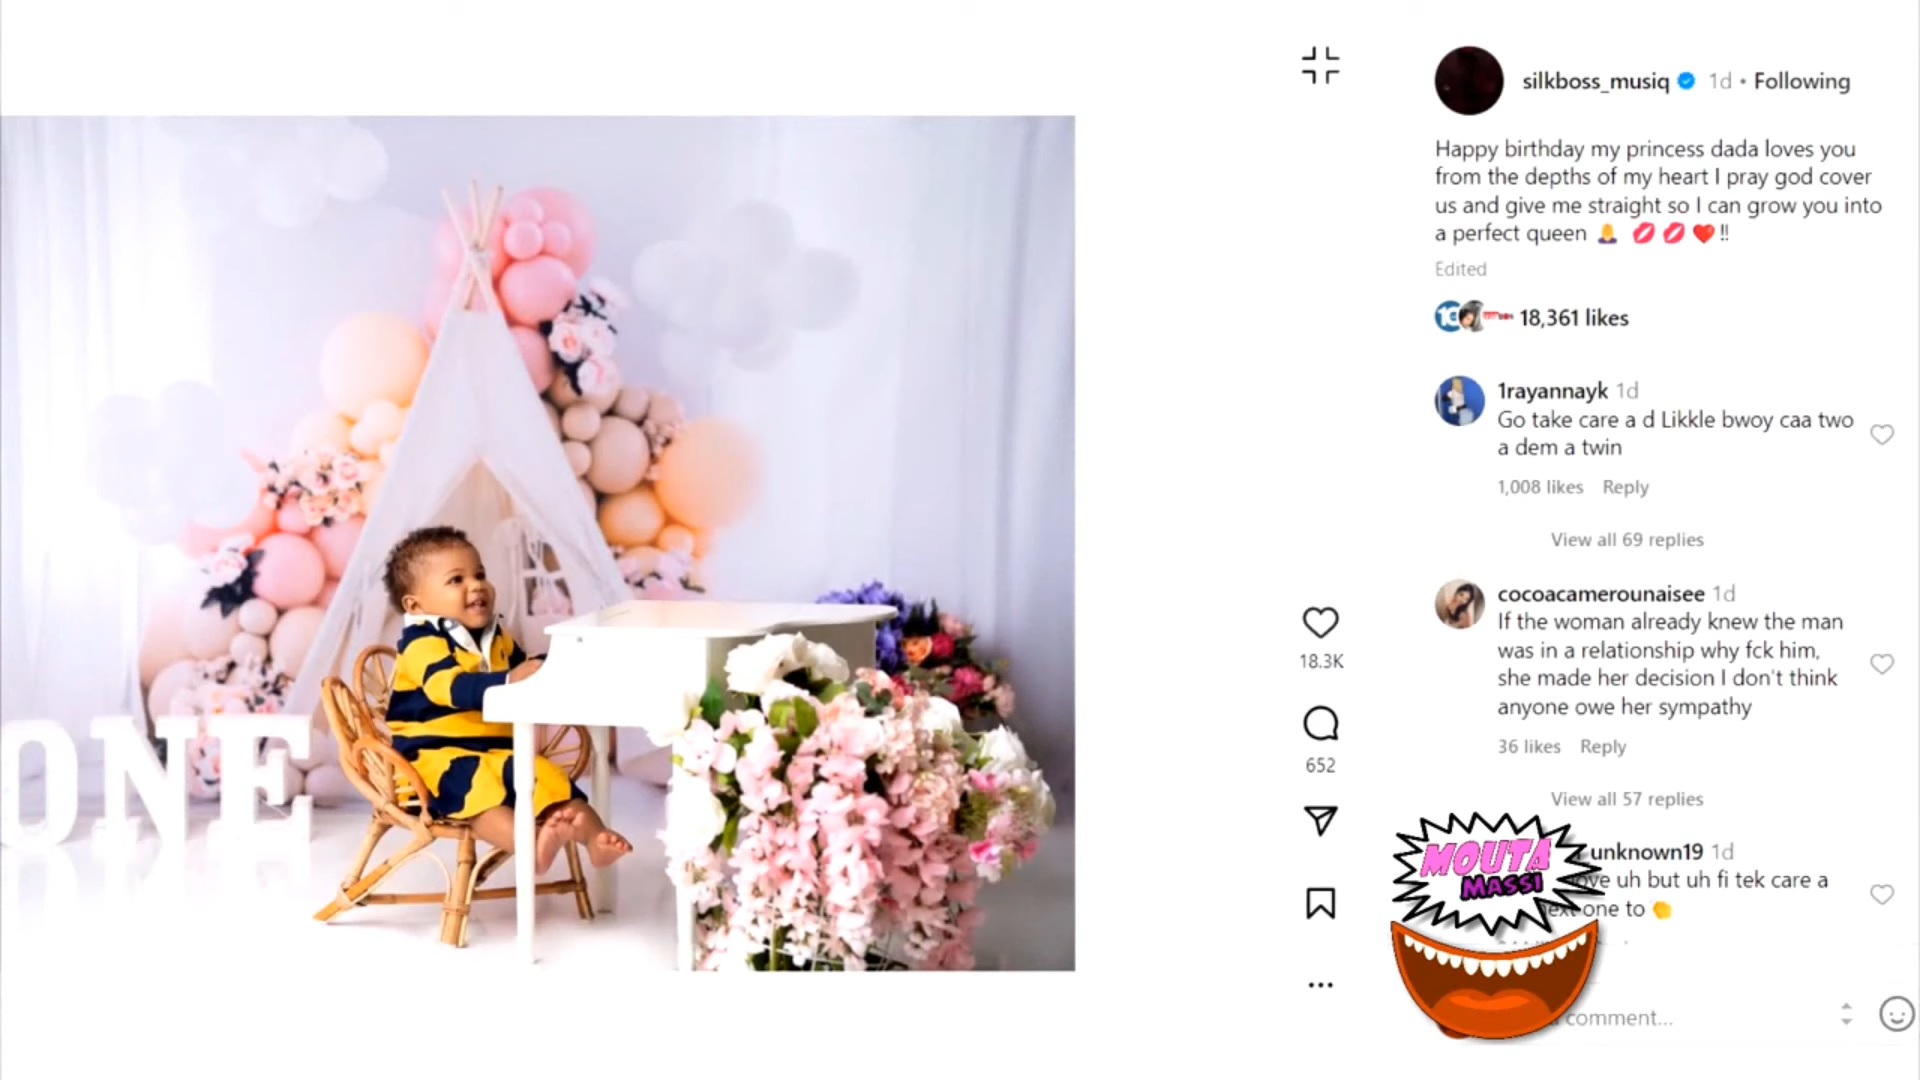 ONE
silkboss_musiq 1d • Following
Happy birthday my princess dada loves you
from the depths of my heart I pray god cover
us and give me straight so I can grow you into
a perfect queen 🙏 💋💋❤️‼
Edited
18,361 likes
1rayannayk 1d
Go take care a d Likkle bwoy caa two
a dem a twin
1,008 likes Reply
View all 69 replies
cocoacamerounaisee 1d
If the woman already knew the man
was in a relationship why fck him,
she made her decision I don't think
anyone owe her sympathy
36 likes Reply
View all 57 replies
18.3K
652
MOUTA
MASSI
unknown19 1d
uh but uh fi tek care a
one to
comment...